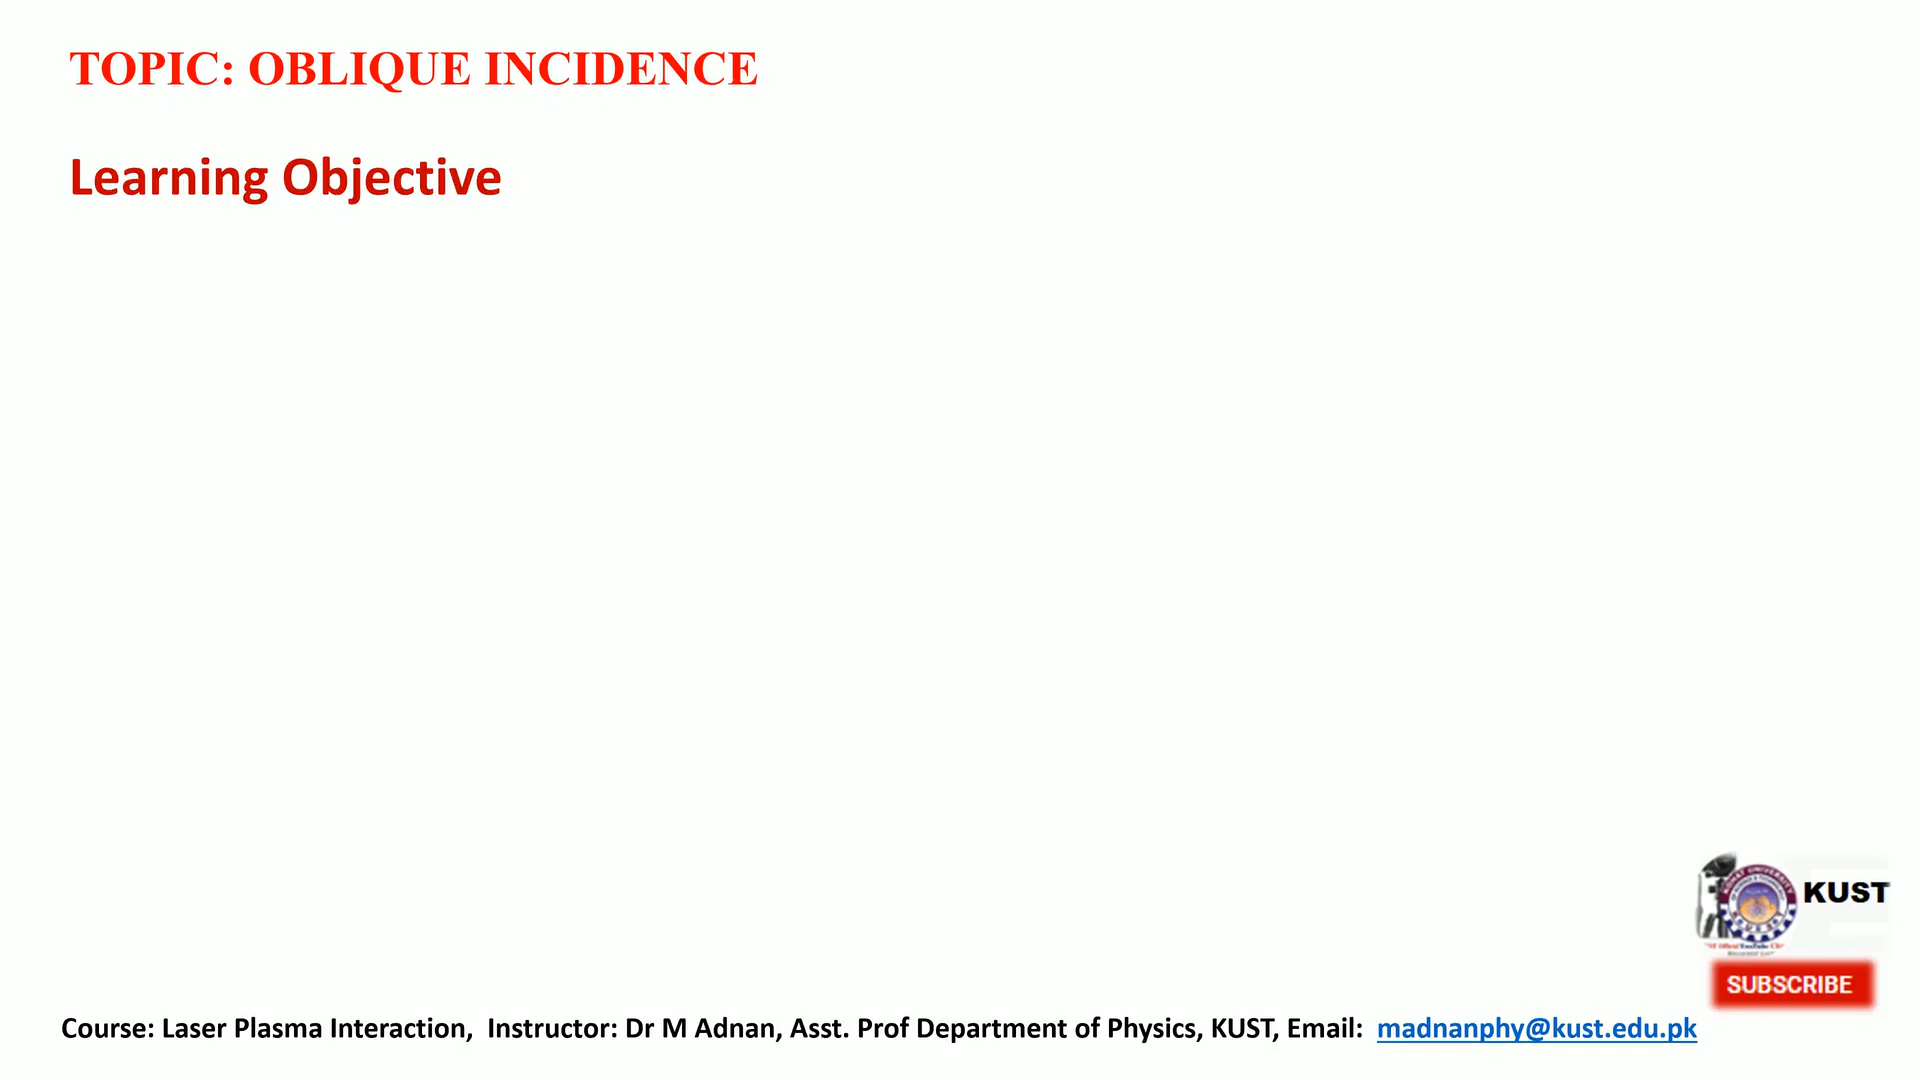 TOPIC: OBLIQUE INCIDENCE
Learning Objective
KUST
SUBSCRIBE
Course: Laser Plasma Interaction, Instructor: Dr M Adnan, Asst. Prof Department of Physics, KUST, Email: madnanphy@kust.edu.pk